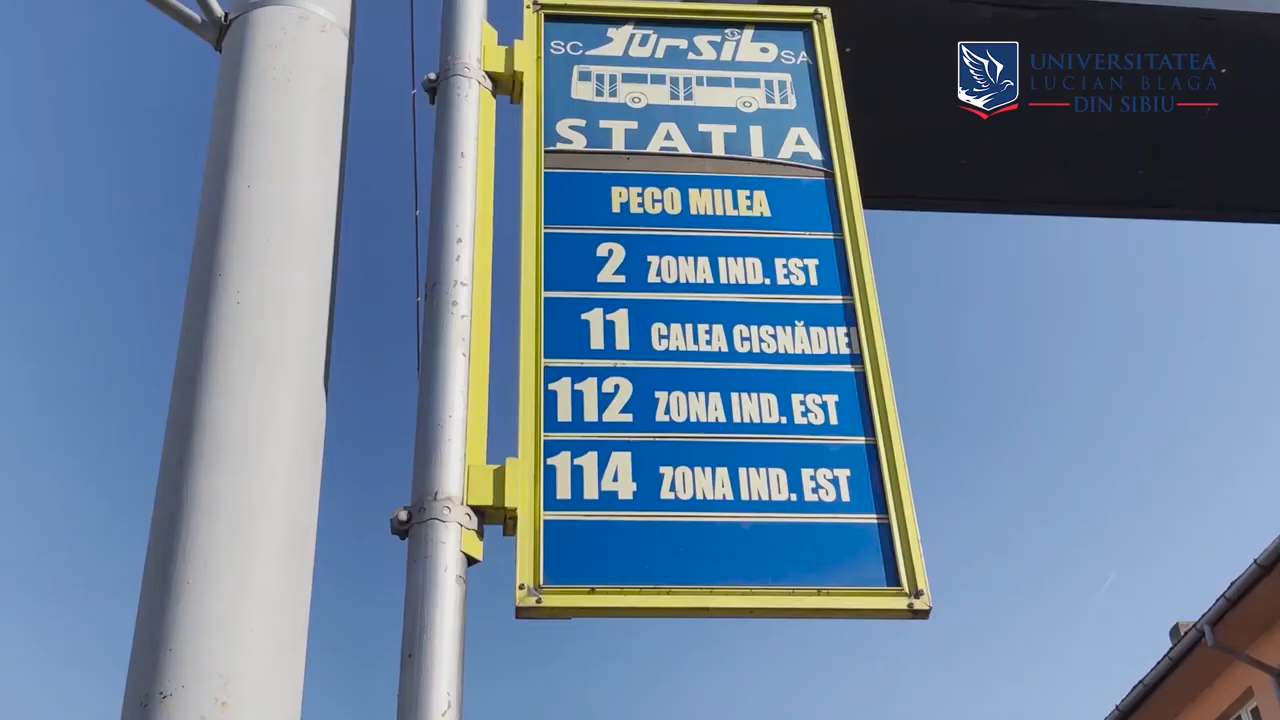 SC Tursib SA
STAȚIA
PECO MILEA
2 ZONA IND. EST
11 CALEA CISNĂDIEI
112 ZONA IND. EST
114 ZONA IND. EST
UNIVERSITATEA
LUCIAN BLAGA
DIN SIBIU